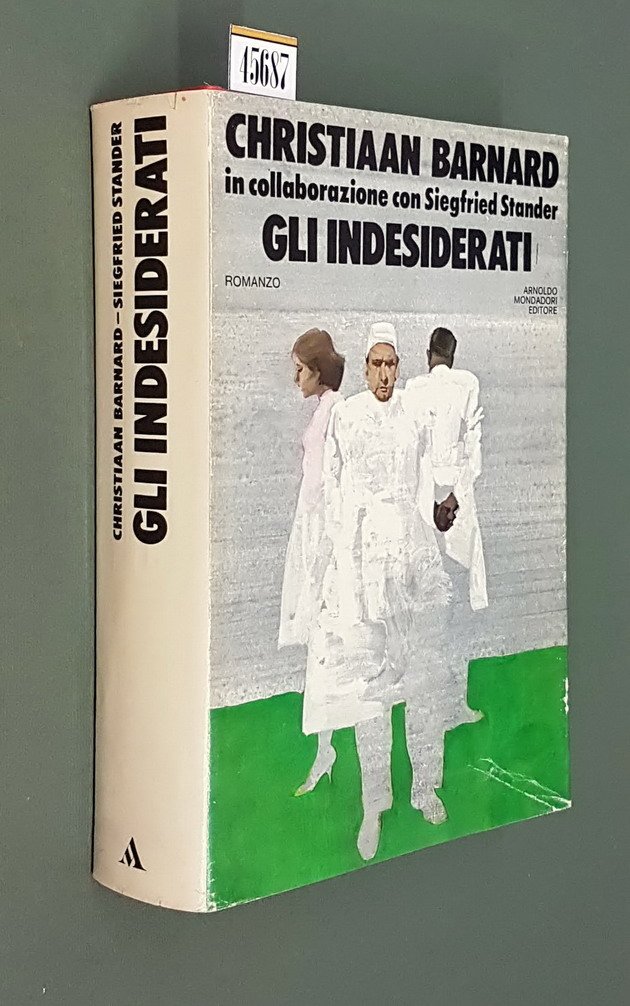 45687
CHRISTIAAN BARNARD
in collaborazione con Siegfried Stander
GLI INDESIDERATI
ROMANZO
ARNOLDO
MONDADORI
EDITORE
CHRISTIAAN BARNARD – SIEGFRIED STANDER
GLI INDESIDERATI